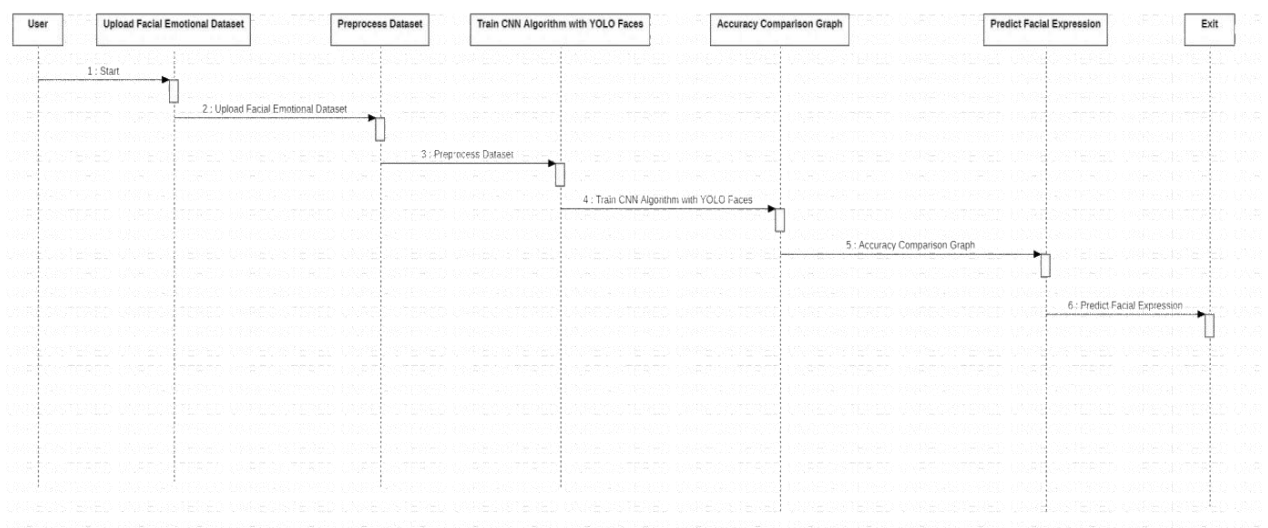 User
Upload Facial Emotional Dataset
Preprocess Dataset
Train CNN Algorithm with YOLO Faces
Accuracy Comparison Graph
Predict Facial Expression
Exit
1 : Start
2 : Upload Facial Emotional Dataset
3 : Preprocess Dataset
4 : Train CNN Algorithm with YOLO Faces
5 : Accuracy Comparison Graph
6 : Predict Facial Expression